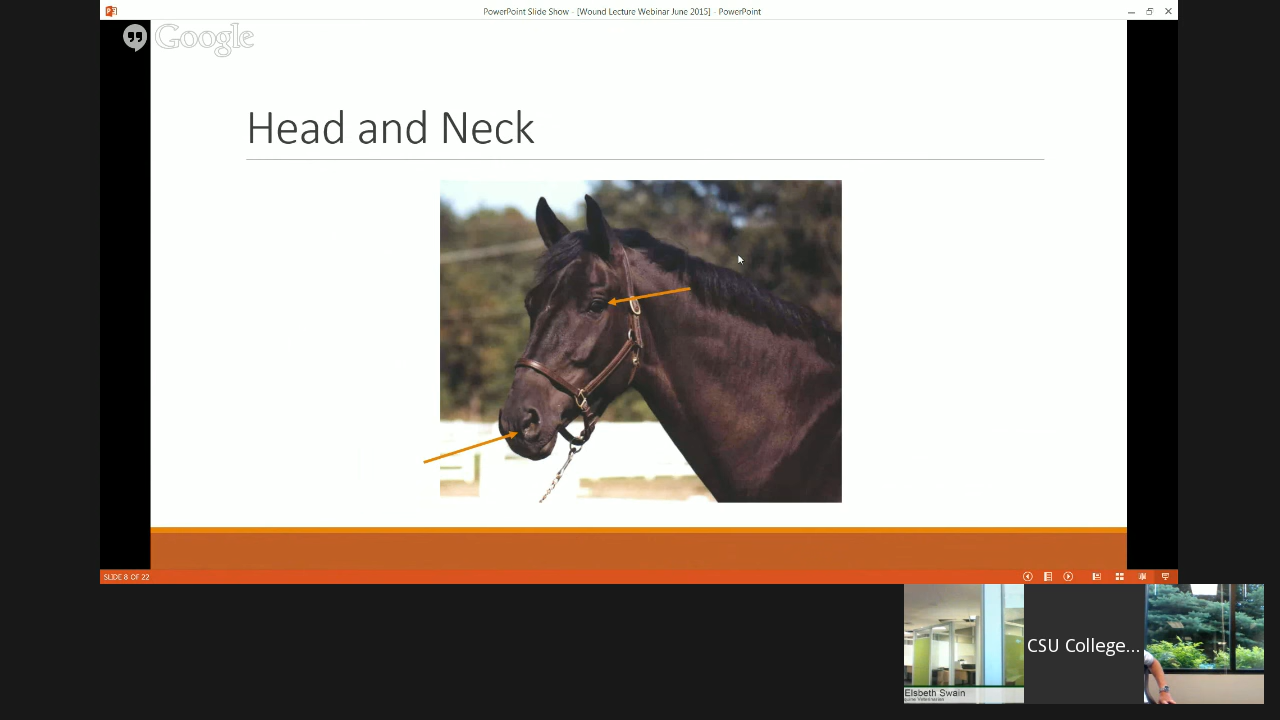 PowerPoint Slide Show - [Wound Lecture Webinar June 2015] - PowerPoint
Google
Head and Neck
SLIDE 8 OF 22
CSU College...
Elsbeth Swain